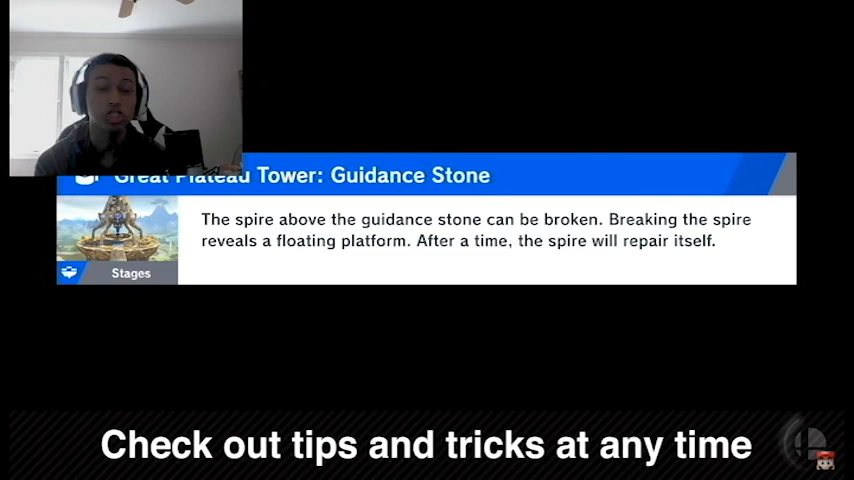 Great Plateau Tower: Guidance Stone
The spire above the guidance stone can be broken. Breaking the spire
reveals a floating platform. After a time, the spire will repair itself.
Stages
Check out tips and tricks at any time